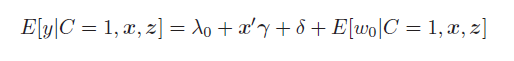 E[y|C = 1, x, z] = λ₀ + x′γ + δ + E[w₀|C = 1, x, z]